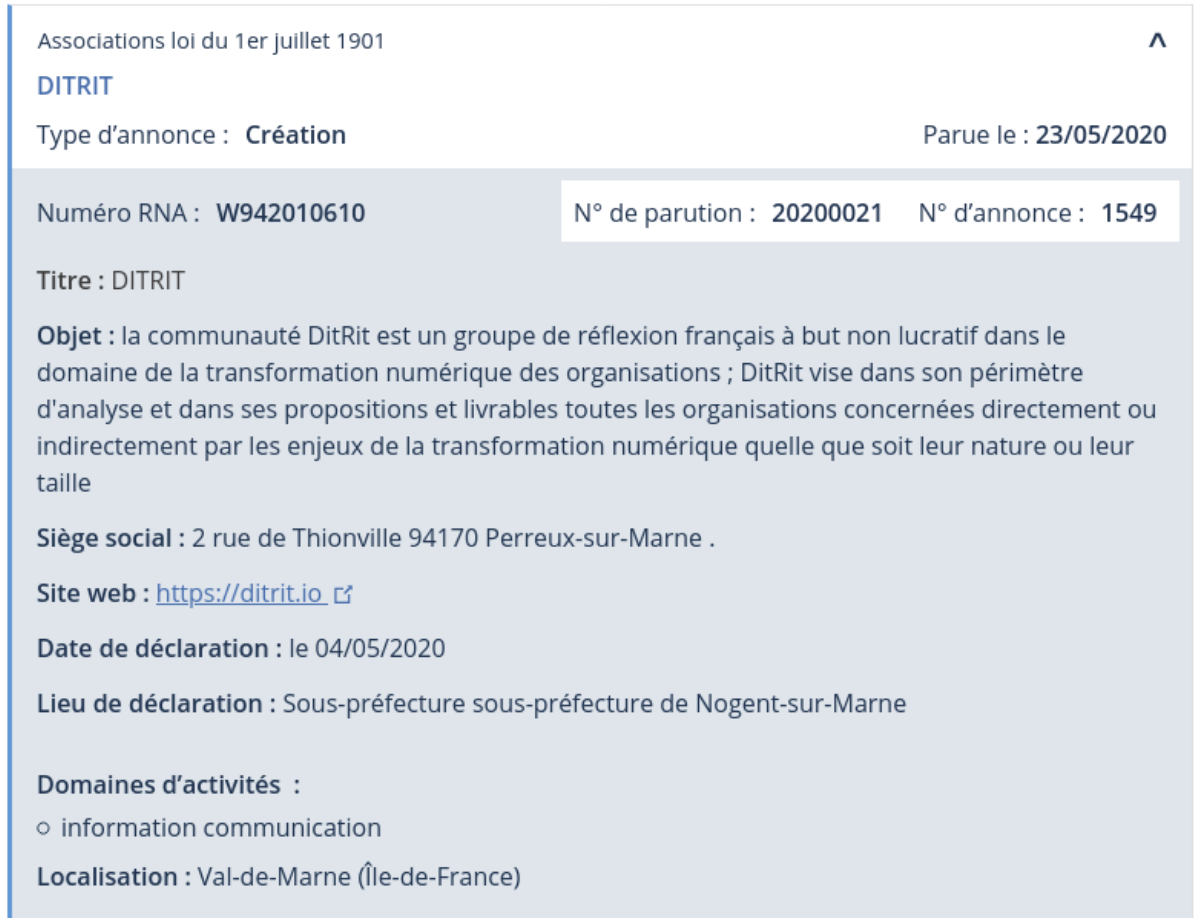 Associations loi du 1er juillet 1901
DITRIT
Type d’annonce : Création
Parue le : 23/05/2020
Numéro RNA : W942010610
N° de parution : 20200021 N° d’annonce : 1549
Titre : DITRIT
Objet : la communauté DitRit est un groupe de réflexion français à but non lucratif dans le
domaine de la transformation numérique des organisations ; DitRit vise dans son périmètre
d'analyse et dans ses propositions et livrables toutes les organisations concernées directement ou
indirectement par les enjeux de la transformation numérique quelle que soit leur nature ou leur
taille
Siège social : 2 rue de Thionville 94170 Perreux-sur-Marne .
Site web : https://ditrit.io
Date de déclaration : le 04/05/2020
Lieu de déclaration : Sous-préfecture sous-préfecture de Nogent-sur-Marne
Domaines d’activités :
information communication
Localisation : Val-de-Marne (Île-de-France)